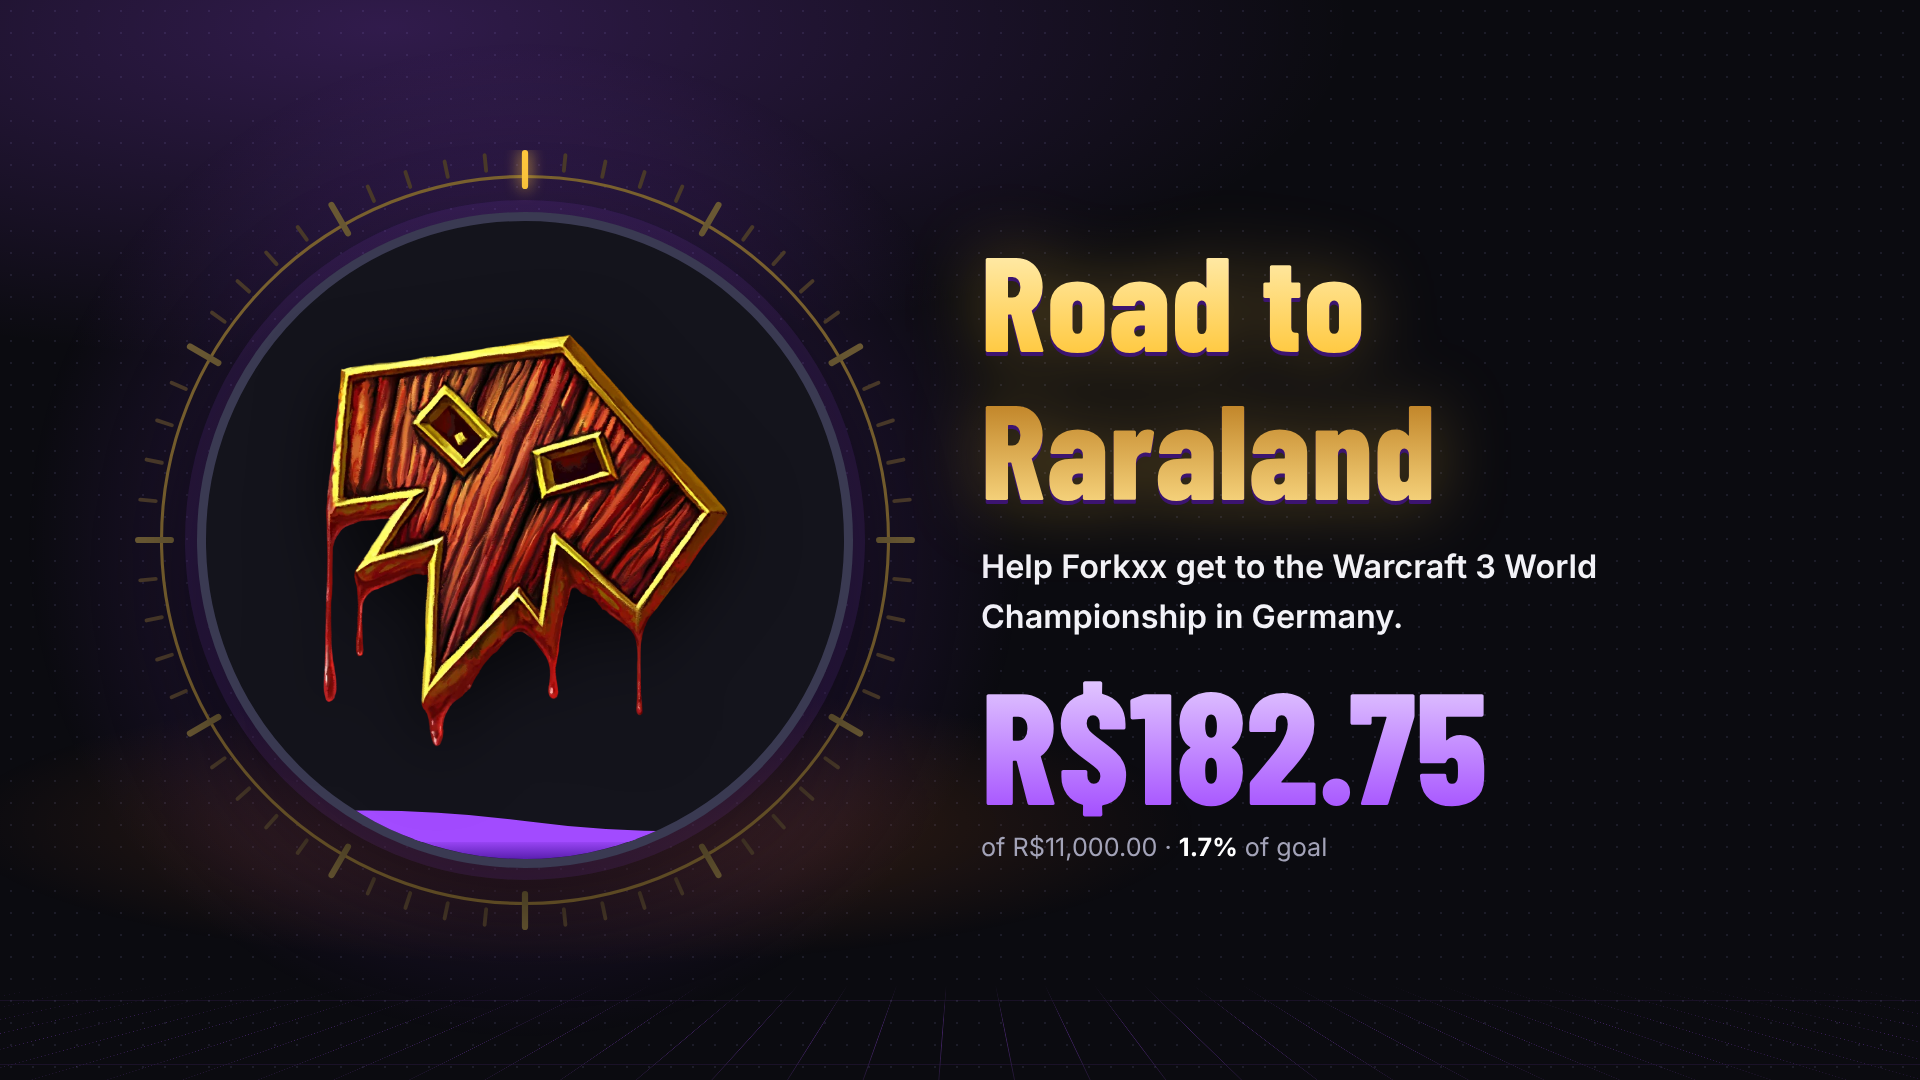 Road to
Raraland
Help Forkxx get to the Warcraft 3 World
Championship in Germany.
R$182.75
of R$11,000.00 · 1.7% of goal